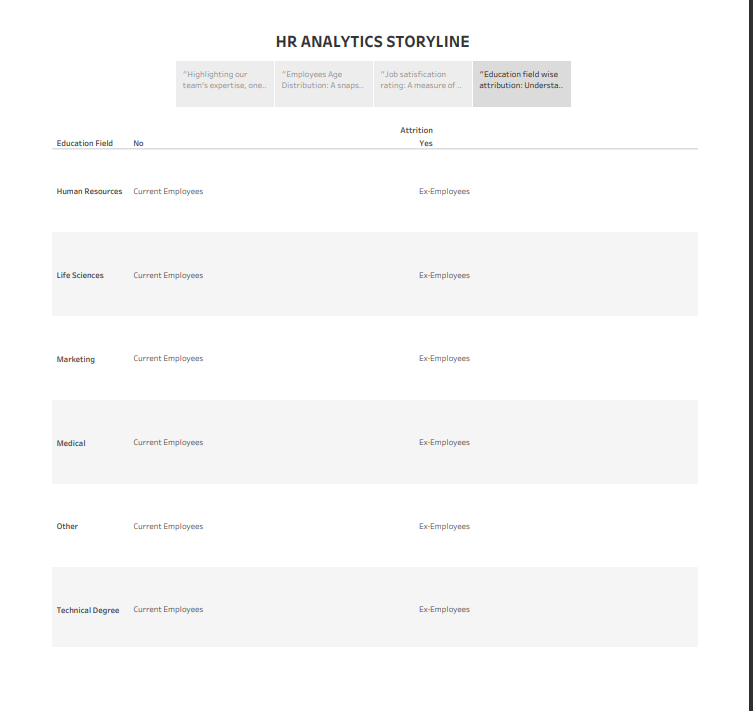 HR ANALYTICS STORYLINE
"Highlighting our
team's expertise, one..
"Employees Age
Distribution: A snaps..
"Job satisfication
rating: A measure of ..
"Education field wise
attribution: Understa..
Attrition
Education Field No Yes
Human Resources Current Employees Ex-Employees
Life Sciences Current Employees Ex-Employees
Marketing Current Employees Ex-Employees
Medical Current Employees Ex-Employees
Other Current Employees Ex-Employees
Technical Degree Current Employees Ex-Employees